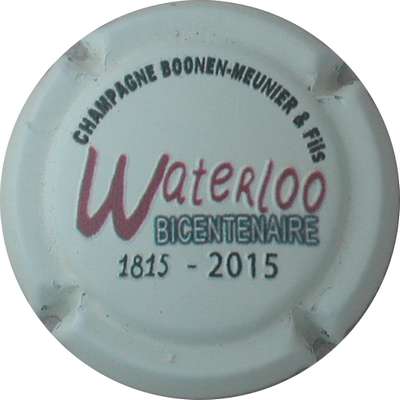 CHAMPAGNE BOONEN-MEUNIER & Fils
Waterloo
BICENTENAIRE
1815 - 2015